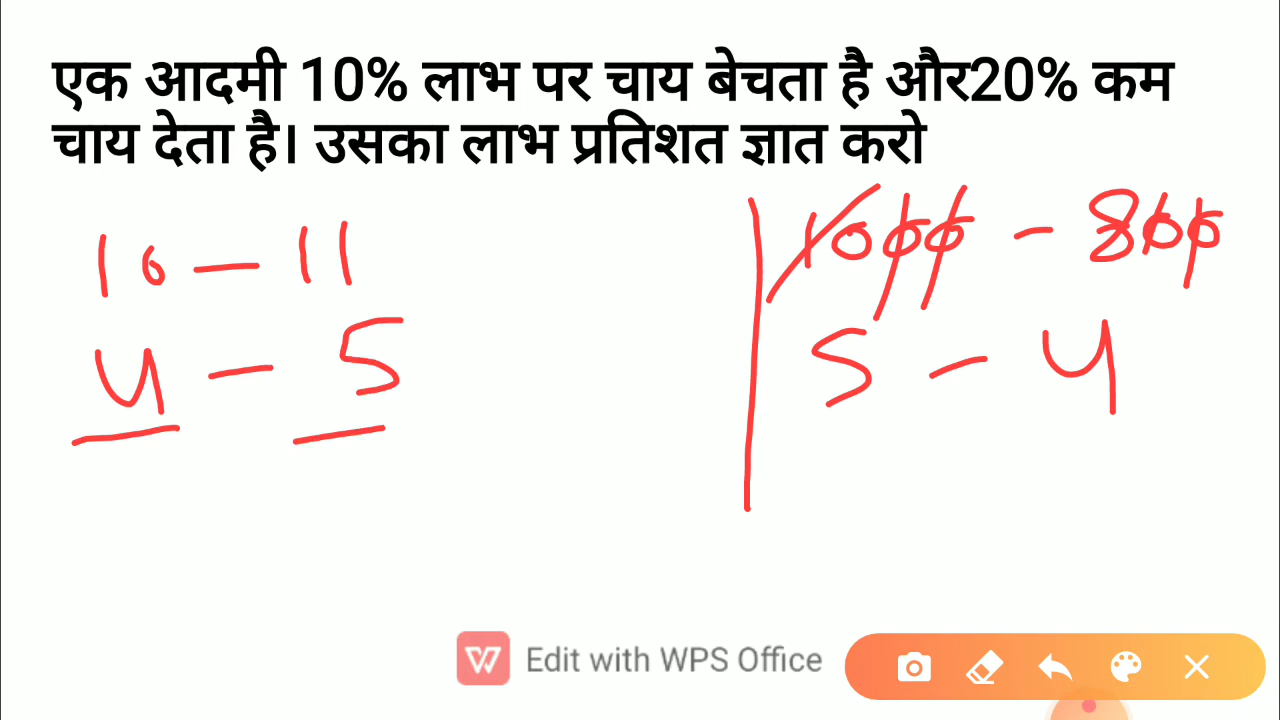 एक आदमी 10% लाभ पर चाय बेचता है और20% कम
चाय देता है। उसका लाभ प्रतिशत ज्ञात करो
10 — 11
4 — 5
1000 - 800
5 - 4
Edit with WPS Office